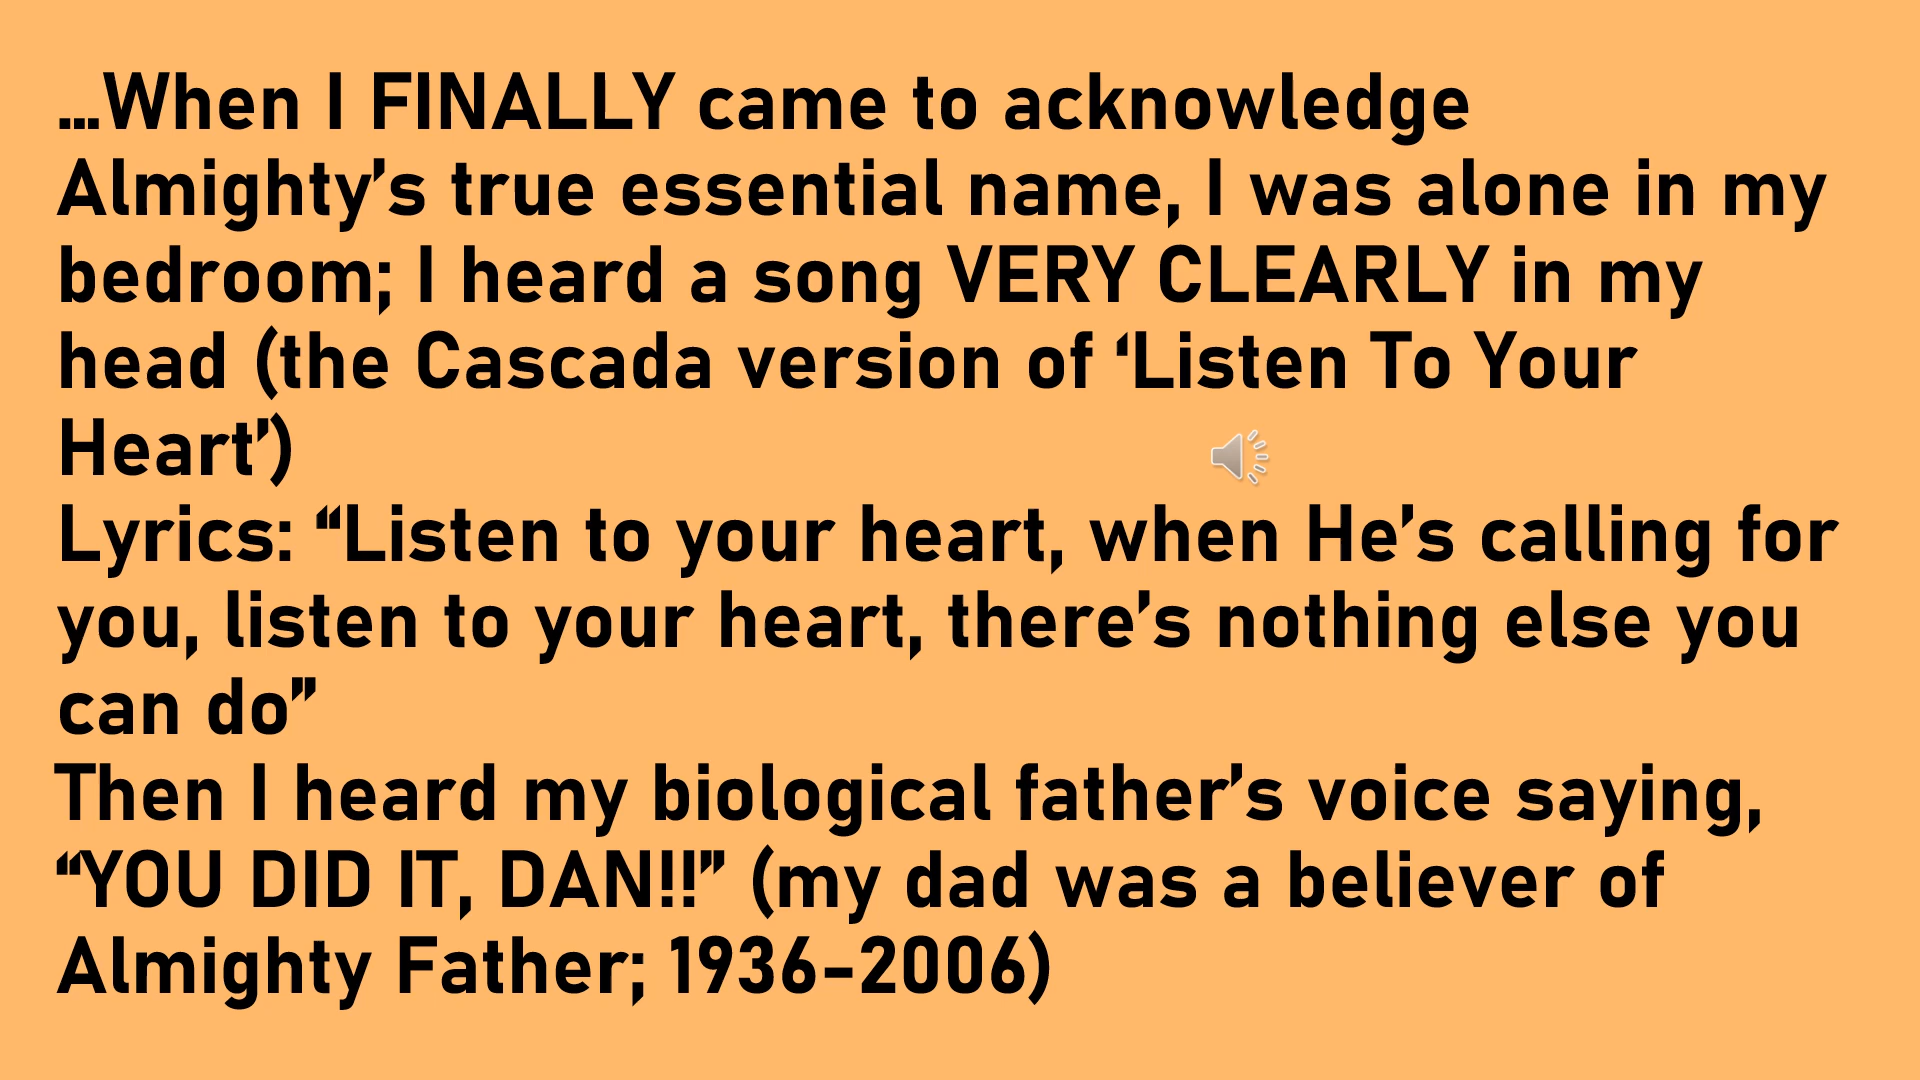 ...When I FINALLY came to acknowledge
Almighty’s true essential name, I was alone in my
bedroom; I heard a song VERY CLEARLY in my
head (the Cascada version of ‘Listen To Your
Heart’)
Lyrics: “Listen to your heart, when He’s calling for
you, listen to your heart, there’s nothing else you
can do”
Then I heard my biological father’s voice saying,
“YOU DID IT, DAN!!” (my dad was a believer of
Almighty Father; 1936-2006)